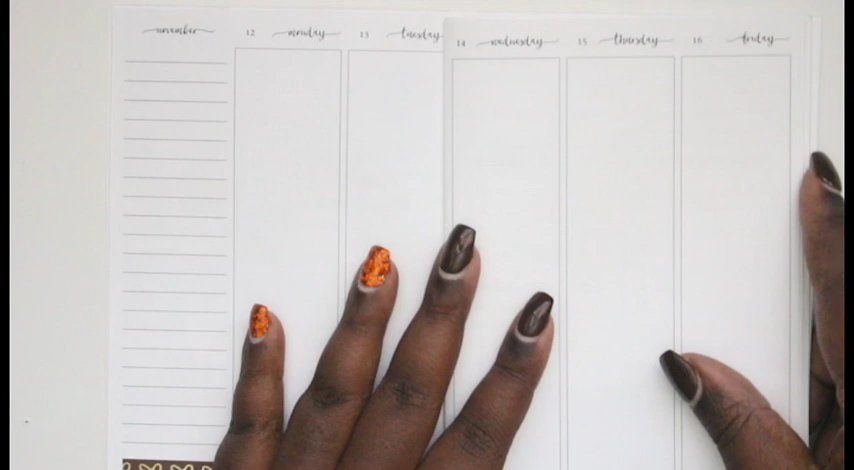 november
12 monday
13 tuesday
14 wednesday
15 thursday
16 friday